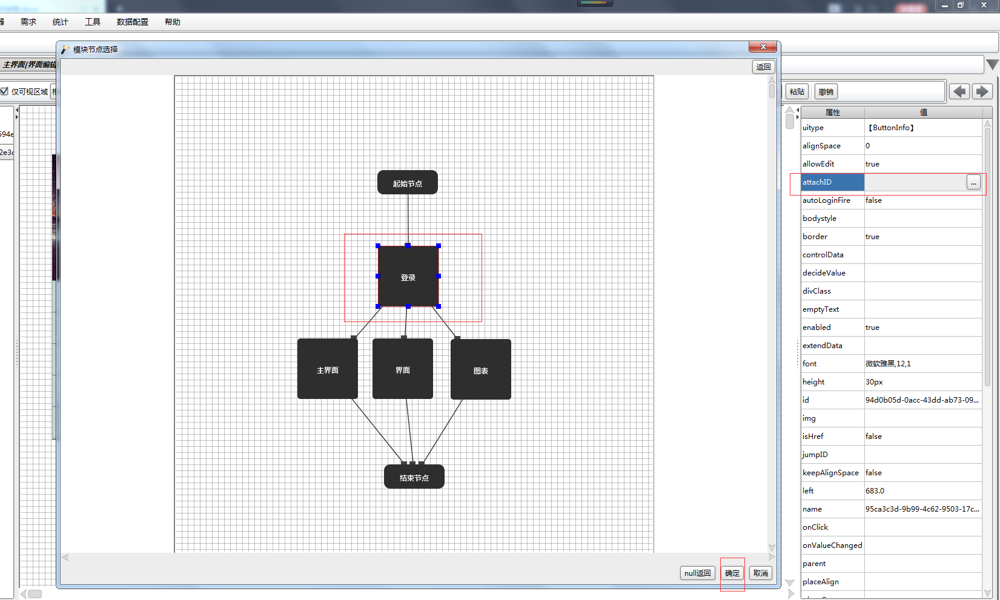 需求 统计 工具 数据配置 帮助
模块节点选择
主界面[界面编辑
返回
仅可视区域
粘贴 撤销
594e
2e3c
起始节点
登录
主界面 界面 图表
结束节点
null返回 确定 取消
属性 值
uitype 【ButtonInfo】
alignSpace 0
allowEdit true
attachID ...
autoLoginFire false
bodystyle
border true
controlData
decideValue
divClass
emptyText
enabled true
extendData
font 微软雅黑,12,1
height 30px
id 94d0b05d-0acc-43dd-ab73-09...
img
isHref false
jumpID
keepAlignSpace false
left 683.0
name 95ca3c3d-9b99-4c62-9503-17c...
onClick
onValueChanged
parent
placeAlign